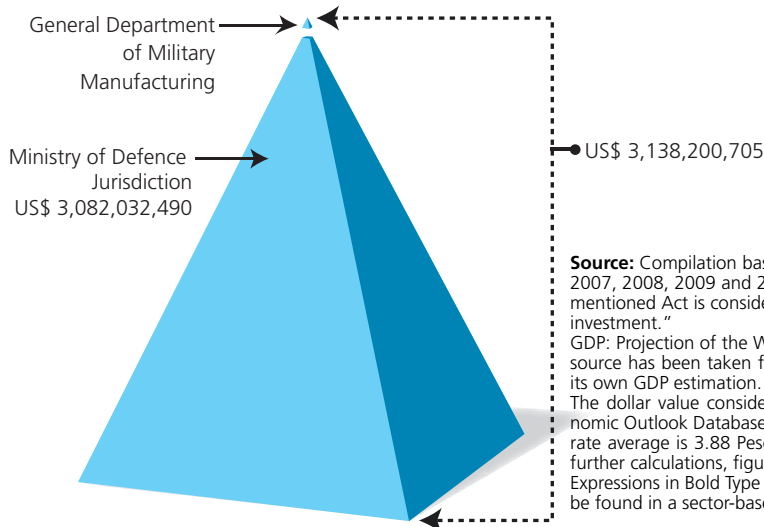 General Department
of Military
Manufacturing
Ministry of Defence
Jurisdiction
US$ 3,082,032,490
US$ 3,138,200,705
Source: Compilation bas
2007, 2008, 2009 and 2
mentioned Act is conside
investment.”
GDP: Projection of the W
source has been taken f
its own GDP estimation.
The dollar value conside
nomic Outlook Database
rate average is 3.88 Pes
further calculations, figu
Expressions in Bold Type
be found in a sector-base